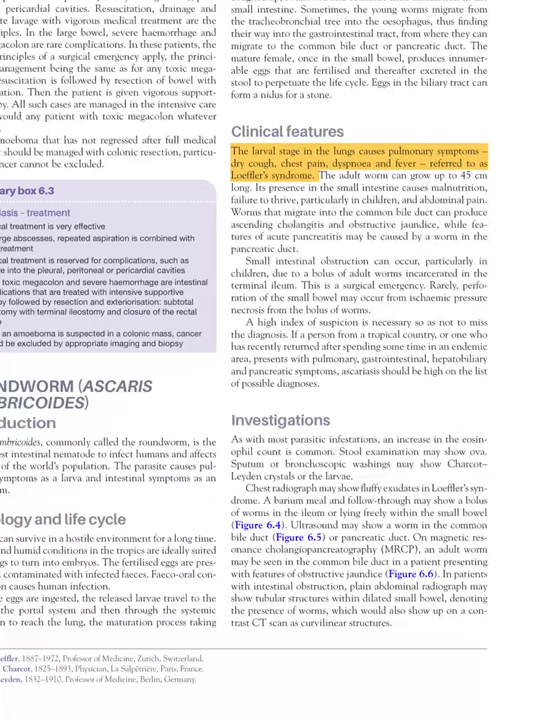 pericardial cavities. Resuscitation, drainage and
te lavage with vigorous medical treatment are the
iples. In the large bowel, severe haemorrhage and
acolon are rare complications. In these patients, the
rinciples of surgical emergency apply, the princi-
anagement being the same as for any toxic mega-
esuscitation is followed by resection of bowel with
ation. Then the patient is given vigorous support-
py. All such cases are managed in the intensive care
would any patient with toxic megacolon whatever
moeboma that has not regressed after full medical
t should be managed with colonic resection, particu-
ncer cannot be excluded.
ary box 6.3
iasis - treatment
al treatment is very effective
rge abscesses, repeated aspiration is combined with
reatment
cal treatment is reserved for complications, such as
re into the pleural, peritoneal or pericardial cavities
toxic megacolon and severe haemorrhage are intestinal
lications that are treated with intensive supportive
py followed by resection and exteriorisation: subtotal
tomy with terminal ileostomy and closure of the rectal
an amoeboma is suspected in a colonic mass, cancer
d be excluded by appropriate imaging and biopsy
NDWORM (ASCARIS
BRICOIDES)
duction
mbricoides, commonly called the roundworm, is the
est intestinal nematode to infect humans and affects
of the world's population. The parasite causes pul-
ymptoms as a larva and intestinal symptoms as an
m.
logy and life cycle
can survive in a hostile environment for a long time.
nd humid conditions in the tropics are ideally suited
gs to turn into embryos. The fertilised eggs are pres-
l contaminated with infected faeces. Faeco-oral con-
on causes human infection.
e eggs are ingested, the released larvae travel to the
the portal system and then through the systemic
n to reach the lung, the maturation process taking
small intestine. Sometimes, the young worms migrate from
the tracheobronchial tree into the oesophagus, thus finding
their way into the gastrointestinal tract, from where they can
migrate to the common bile duct or pancreatic duct. The
mature female, once in the small bowel, produces innumer-
able eggs that are fertilised and thereafter excreted in the
stool to perpetuate the life cycle. Eggs in the biliary tract can
form a nidus for a stone.
Clinical features
The larval stage in the lungs causes pulmonary symptoms –
dry cough, chest pain, dyspnoea and fever – referred to as
Loeffler's syndrome. The adult worm can grow up to 45 cm
long. Its presence in the small intestine causes malnutrition,
failure to thrive, particularly in children, and abdominal pain.
Worms that migrate into the common bile duct can produce
ascending cholangitis and obstructive jaundice, while fea-
tures of acute pancreatitis may be caused by a worm in the
pancreatic duct.
Small intestinal obstruction can occur, particularly in
children, due to a bolus of adult worms incarcerated in the
terminal ileum. This is a surgical emergency. Rarely, perfo-
ration of the small bowel may occur from ischaemic pressure
necrosis from the bolus of worms.
A high index of suspicion is necessary so as not to miss
the diagnosis. If a person from a tropical country, or one who
has recently returned after spending some time in an endemic
area, presents with pulmonary, gastrointestinal, hepatobiliary
and pancreatic symptoms, ascariasis should be high on the list
of possible diagnoses.
Investigations
As with most parasitic infestations, an increase in the eosin-
ophil count is common. Stool examination may show ova.
Sputum or bronchoscopic washings may show Charcot–
Leyden crystals or the larvae.
Chest radiograph may show fluffy exudates in Loeffler's syn-
drome. A barium meal and follow-through may show a bolus
of worms in the ileum or lying freely within the small bowel
(Figure 6.4). Ultrasound may show a worm in the common
bile duct (Figure 6.5) or pancreatic duct. On magnetic res-
onance cholangiopancreatography (MRCP), an adult worm
may be seen in the common bile duct in a patient presenting
with features of obstructive jaundice (Figure 6.6). In patients
with intestinal obstruction, plain abdominal radiograph may
show tubular structures within dilated small bowel, denoting
the presence of worms, which would also show up on a con-
trast CT scan as curvilinear structures.
effler, 1887–1972, Professor of Medicine, Zurich, Switzerland.
Charcot, 1825–1893, Physician, La Salpêtrière, Paris, France.
eyden, 1832–1910, Professor of Medicine, Berlin, Germany.